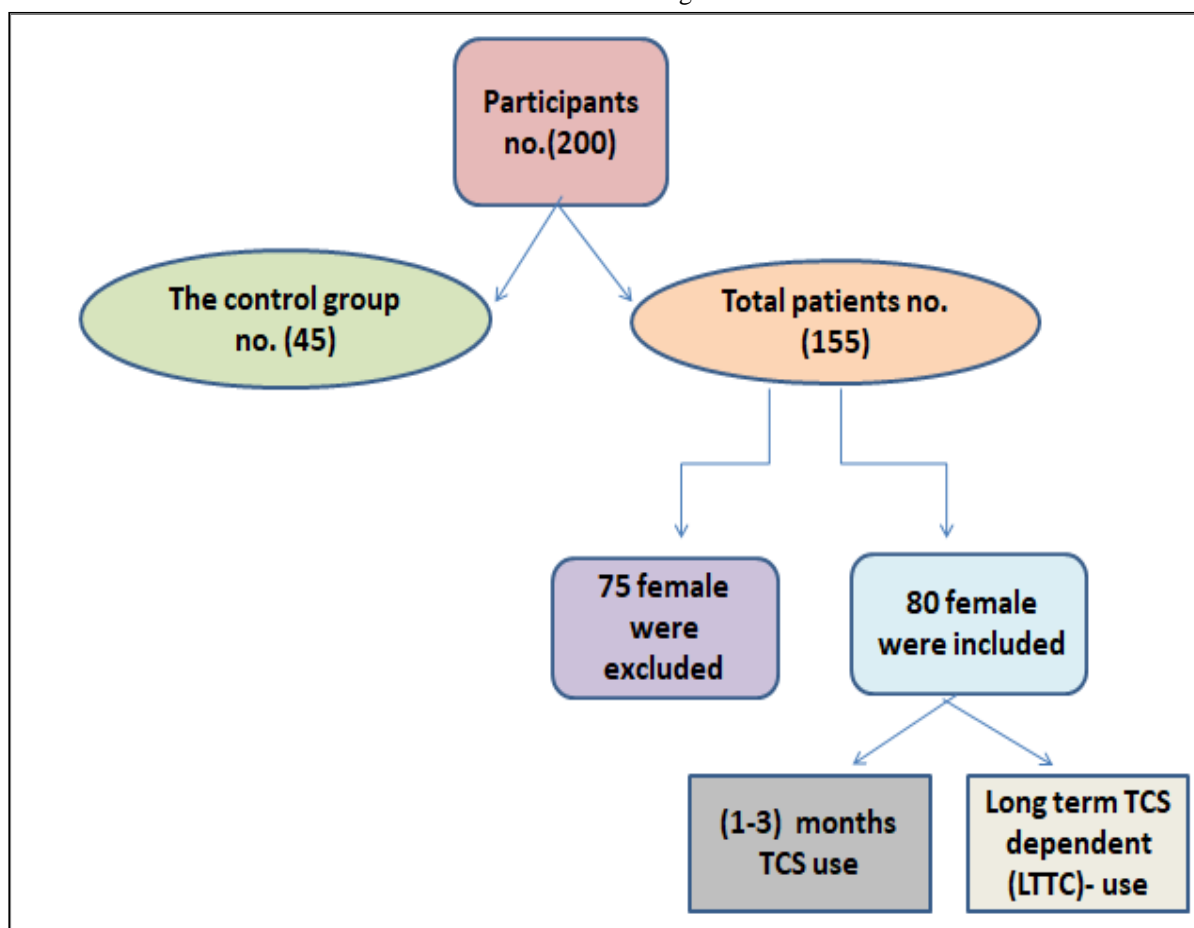 Participants
no.(200)
The control group
no. (45)
Total patients no.
(155)
75 female
were
excluded
80 female
were included
(1-3) months
TCS use
Long term TCS
dependent
(LTTC)- use